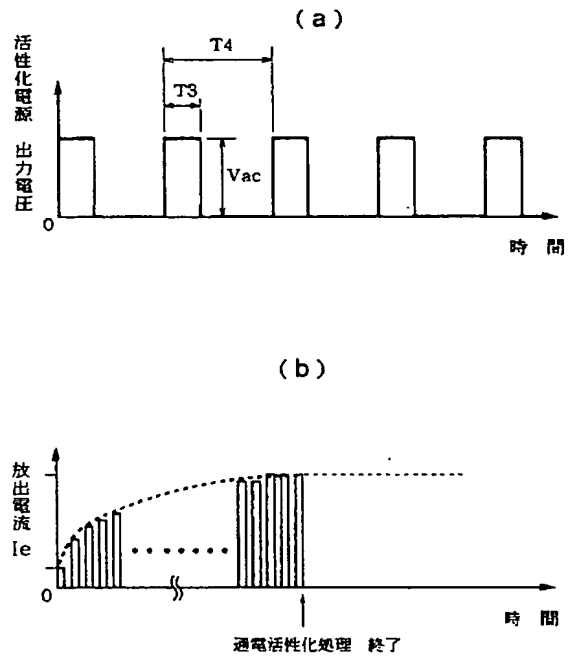 (a)
活性化電源 出力電圧
T4
T3
Vac
0
時 間
(b)
放出電流
Ie
0
時 間
通電活性化処理 終了